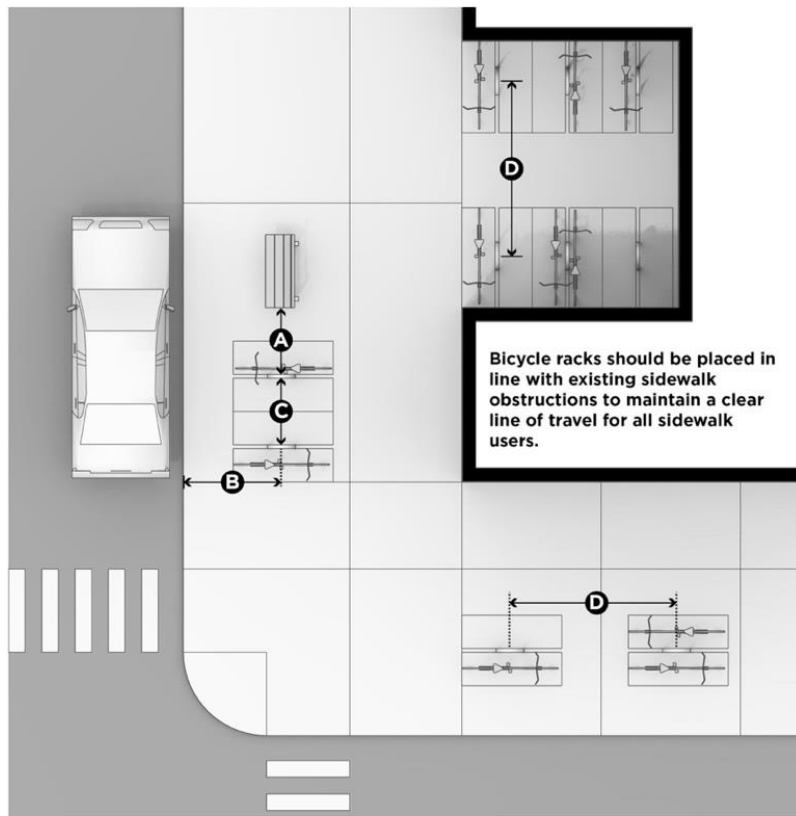 D
A
Bicycle racks should be placed in
line with existing sidewalk
obstructions to maintain a clear
line of travel for all sidewalk
users.
C
B
D